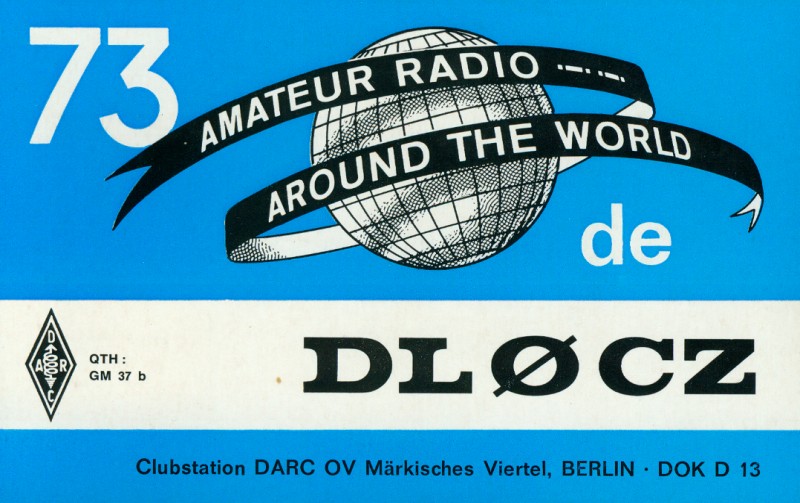 73
AMATEUR RADIO —·—·
AROUND THE WORLD
de
D
A R
C
QTH :
GM 37 b
DLØCZ
Clubstation DARC OV Märkisches Viertel, BERLIN · DOK D 13